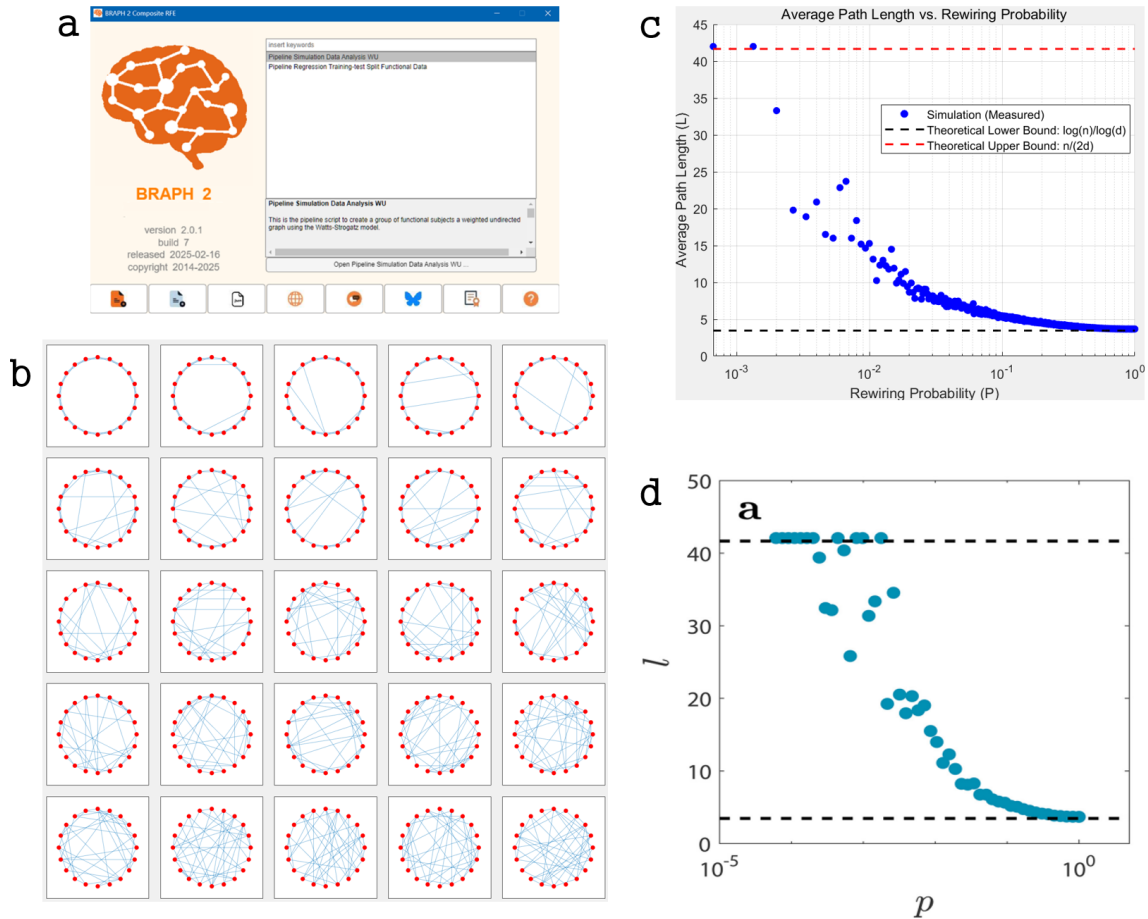 a
BRAPH 2 Composite RFE
insert keywords
Pipeline Simulation Data Analysis WU
Pipeline Regression Training-test Split Functional Data
BRAPH 2
version 2.0.1
build 7
released 2025-02-16
copyright 2014-2025
Pipeline Simulation Data Analysis WU
This is the pipeline script to create a group of functional subjects a weighted undirected
graph using the Watts-Strogatz model.
Open Pipeline Simulation Data Analysis WU ...
b
c
Average Path Length vs. Rewiring Probability
Average Path Length (L)
45
40
35
30
25
20
15
10
5
0
Simulation (Measured)
Theoretical Lower Bound: log(n)/log(d)
Theoretical Upper Bound: n/(2d)
10-3
10-2
10-1
100
Rewiring Probability (P)
d
a
50
40
30
20
10
0
l
10-5
100
p